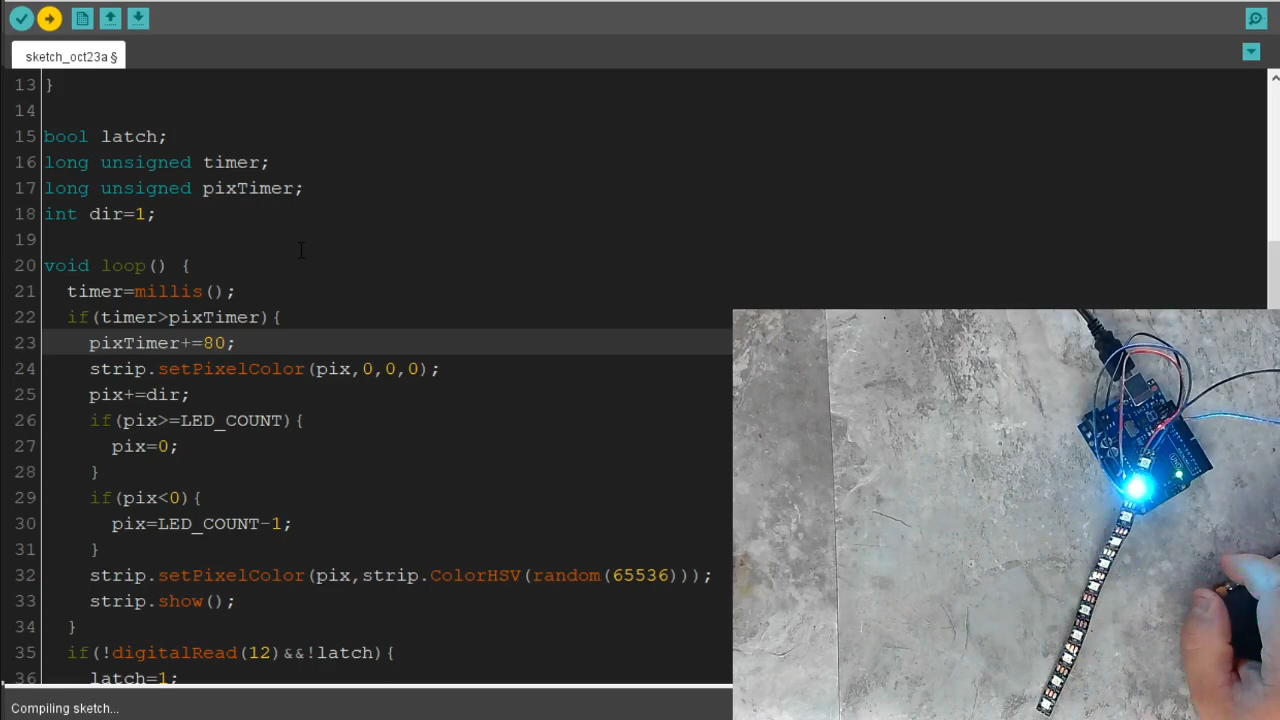 sketch_oct23a §
13 }
14
15 bool latch;
16 long unsigned timer;
17 long unsigned pixTimer;
18 int dir=1;
19
20 void loop() {
21 timer=millis();
22 if(timer>pixTimer){
23 pixTimer+=80;
24 strip.setPixelColor(pix,0,0,0);
25 pix+=dir;
26 if(pix>=LED_COUNT){
27 pix=0;
28 }
29 if(pix<0){
30 pix=LED_COUNT-1;
31 }
32 strip.setPixelColor(pix,strip.ColorHSV(random(65536)));
33 strip.show();
34 }
35 if(!digitalRead(12)&&!latch){
36 latch=1;
Compiling sketch...